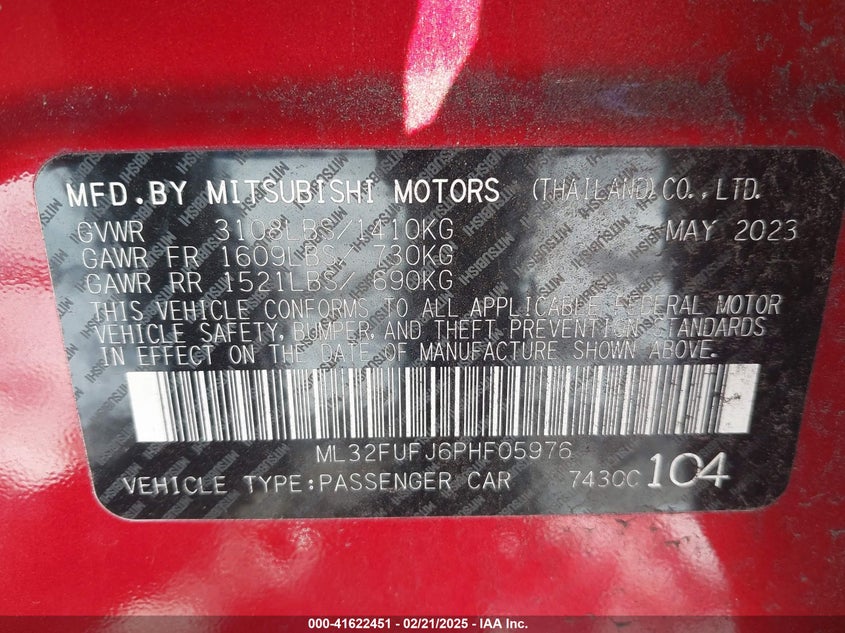 MFD.BY MITSUBISHI MOTORS (THAILAND)CO.,LTD.
GVWR 3108LBS/1410KG MAY 2023
GAWR FR 1609LBS/ 730KG
GAWR RR 1521LBS/ 690KG
THIS VEHICLE CONFORMS TO ALL APPLICABLE FEDERAL MOTOR
VEHICLE SAFETY, BUMPER, AND THEFT PREVENTION STANDARDS
IN EFFECT ON THE DATE OF MANUFACTURE SHOWN ABOVE.
ML32FUFJ6PHF05976
VEHICLE TYPE:PASSENGER CAR 7430C 104
000-41622451 - 02/21/2025 - IAA Inc.